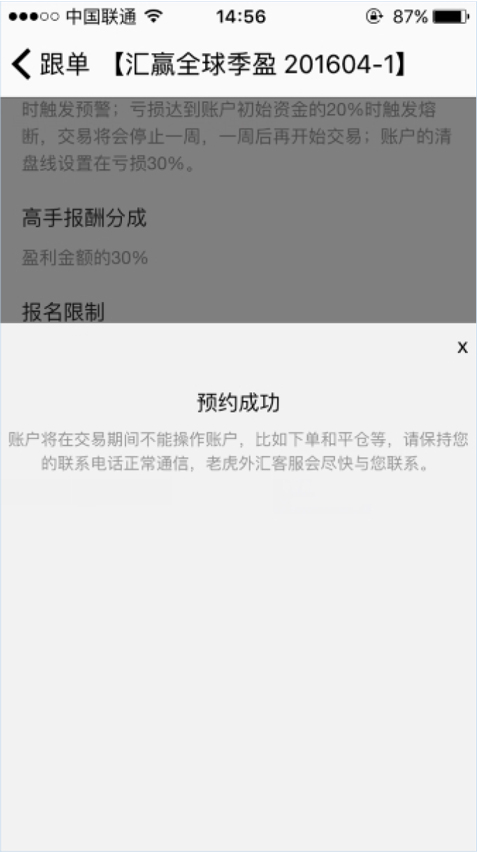 中国联通 14:56 87%
跟单 【汇赢全球季盈 201604-1】
时触发预警；亏损达到账户初始资金的20%时触发熔
断，交易将会停止一周，一周后再开始交易；账户的清
盘线设置在亏损30%。
高手报酬分成
盈利金额的30%
报名限制
x
预约成功
账户将在交易期间不能操作账户，比如下单和平仓等，请保持您
的联系电话正常通信，老虎外汇客服会尽快与您联系。